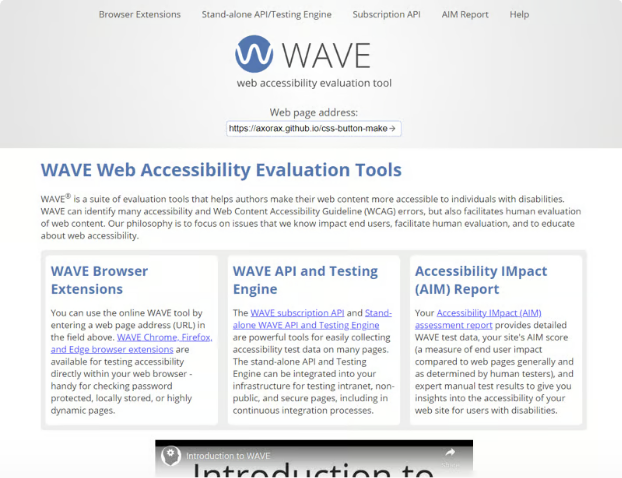 Browser Extensions Stand-alone API/Testing Engine Subscription API AIM Report Help
WAVE
web accessibility evaluation tool
Web page address:
https://axorax.github.io/css-button-make
WAVE Web Accessibility Evaluation Tools
WAVE® is a suite of evaluation tools that helps authors make their web content more accessible to individuals with disabilities.
WAVE can identify many accessibility and Web Content Accessibility Guideline (WCAG) errors, but also facilitates human evaluation
of web content. Our philosophy is to focus on issues that we know impact end users, facilitate human evaluation, and to educate
about web accessibility.
WAVE Browser
Extensions
You can use the online WAVE tool by
entering a web page address (URL) in
the field above. WAVE Chrome, Firefox,
and Edge browser extensions are
available for testing accessibility
directly within your web browser -
handy for checking password
protected, locally stored, or highly
dynamic pages.
WAVE API and Testing
Engine
The WAVE subscription API and Stand-
alone WAVE API and Testing Engine
are powerful tools for easily collecting
accessibility test data on many pages.
The stand-alone API and Testing
Engine can be integrated into your
infrastructure for testing intranet, non-
public, and secure pages, including in
continuous integration processes.
Accessibility IMpact
(AIM) Report
Your Accessibility IMpact (AIM)
assessment report provides detailed
WAVE test data, your site's AIM score
(a measure of end user impact
compared to web pages generally and
as determined by human testers), and
expert manual test results to give you
insights into the accessibility of your
web site for users with disabilities.
Introduction to WAVE
Introduction to